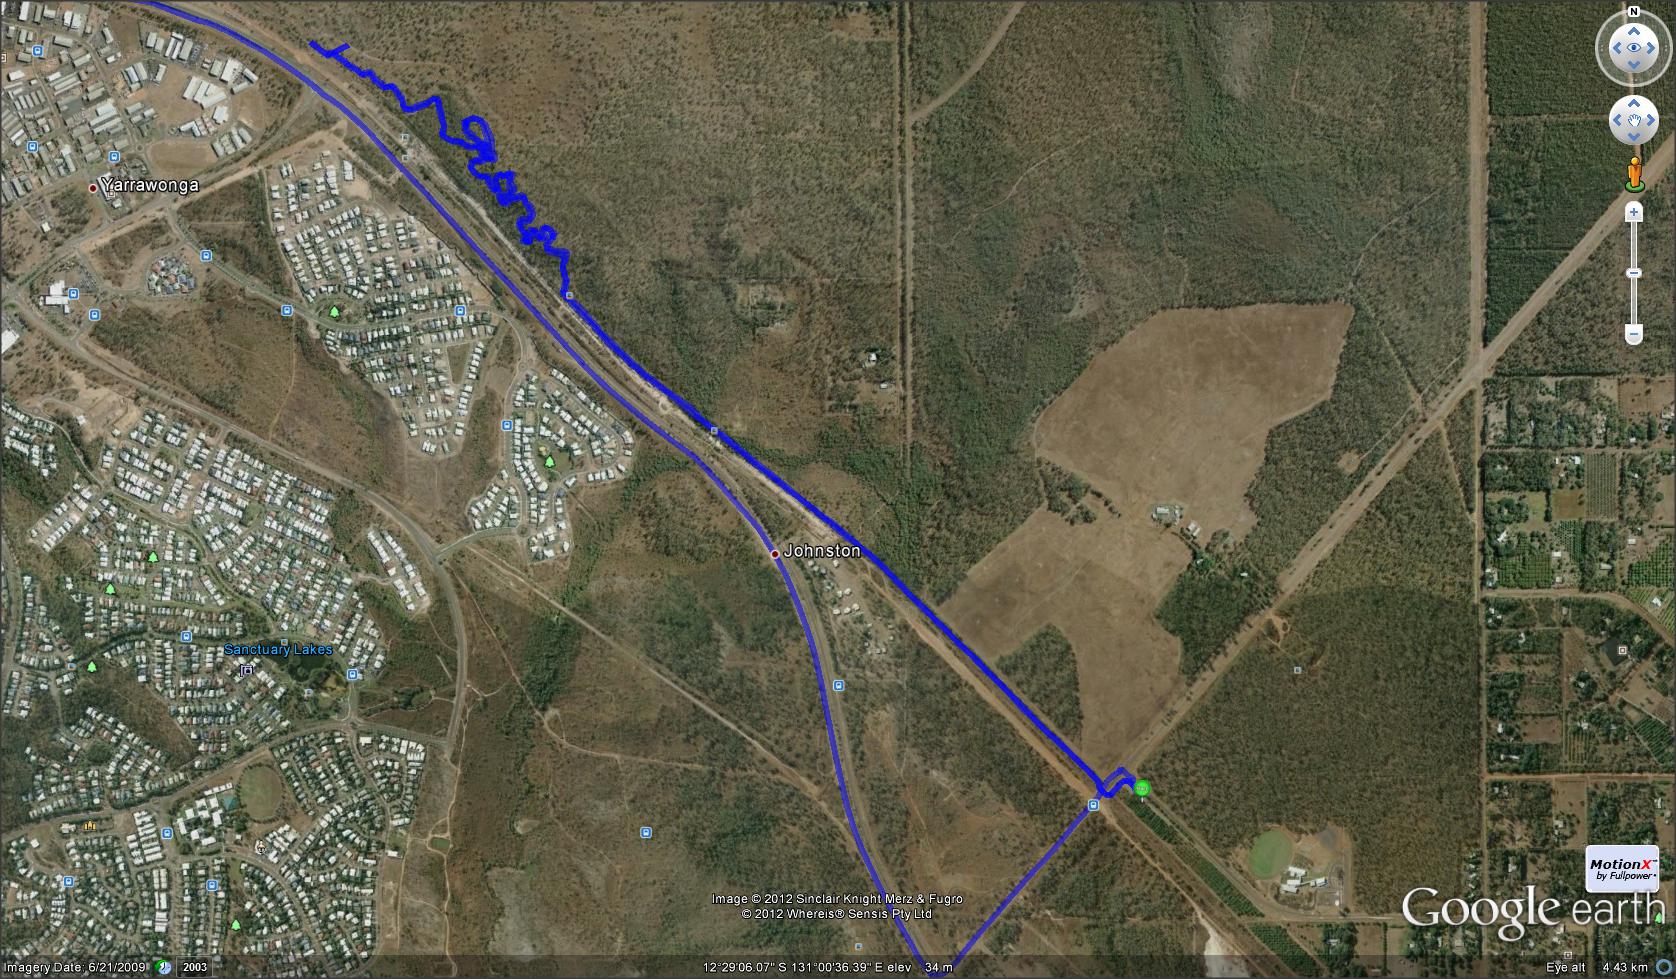 N
Yarrawonga
Johnston
Sanctuary Lakes
MotionX™
by Fullpower®
Image © 2012 Sinclair Knight Merz & Fugro
© 2012 Whereis® Sensis Pty Ltd
Google earth
Imagery Date: 6/21/2009 2003 12°29'06.07" S 131°00'36.39" E elev 34 m Eye alt 4.43 km